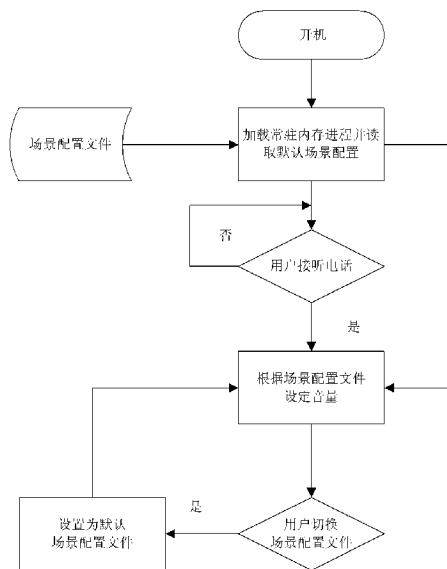 开机
场景配置文件
加载常驻内存进程并读
取默认场景配置
否
用户接听电话
是
根据场景配置文件
设定音量
是
设置为默认
场景配置文件
用户切换
场景配置文件